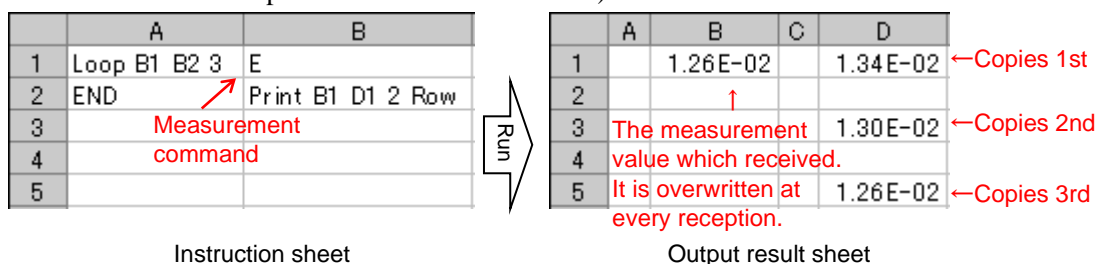 A B
1 Loop B1 B2 3 E
2 END Print B1 D1 2 Row
3 Measurement
4 command
5
Instruction sheet
Run
A B C D
1 1.26E-02 1.34E-02 ←Copies 1st
2 ↑
3 The measurement 1.30E-02 ←Copies 2nd
4 value which received.
5 It is overwritten at 1.26E-02 ←Copies 3rd
every reception.
Output result sheet